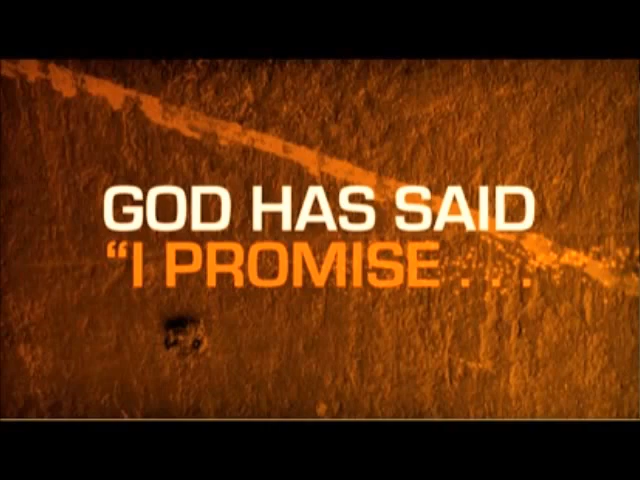 GOD HAS SAID
“I PROMISE . . .